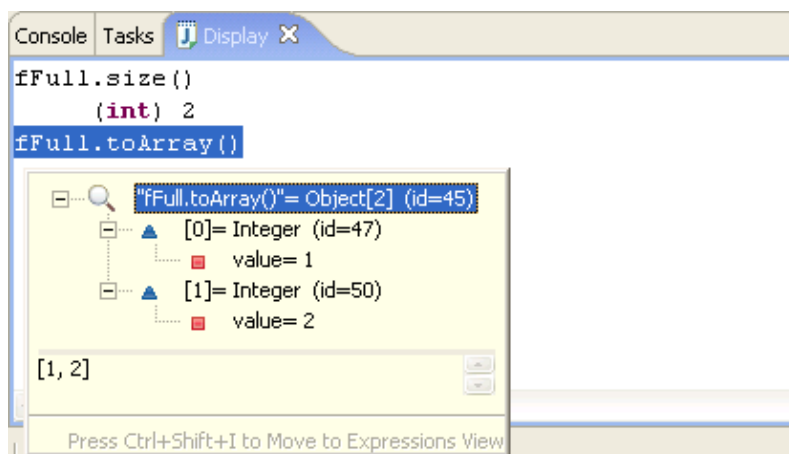 Console Tasks Display
fFull.size()
(int) 2
fFull.toArray()
"fFull.toArray()"= Object[2] (id=45)
[0]= Integer (id=47)
value= 1
[1]= Integer (id=50)
value= 2
[1, 2]
Press Ctrl+Shift+I to Move to Expressions View